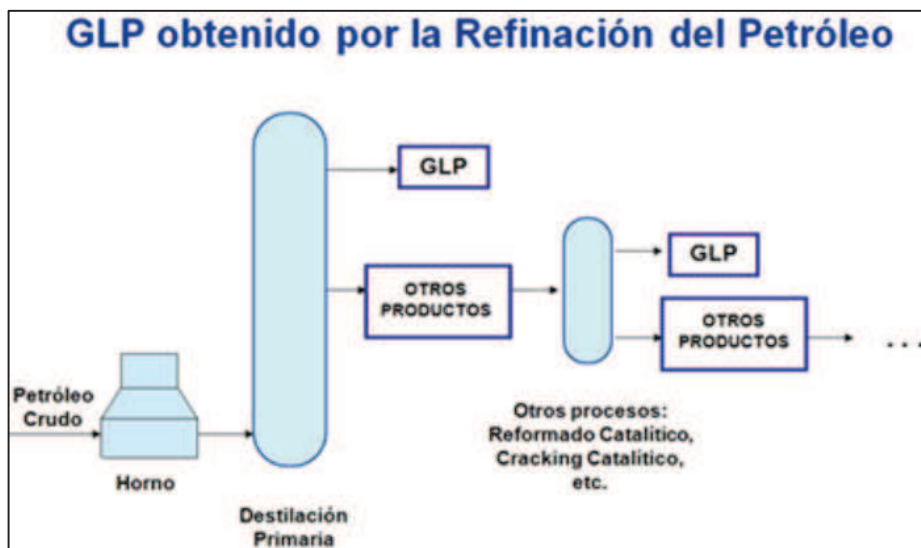 GLP obtenido por la Refinación del Petróleo
GLP
OTROS
PRODUCTOS
GLP
OTROS
PRODUCTOS
...
Petróleo
Crudo
Horno
Destilación
Primaria
Otros procesos:
Reformado Catalítico,
Cracking Catalítico,
etc.